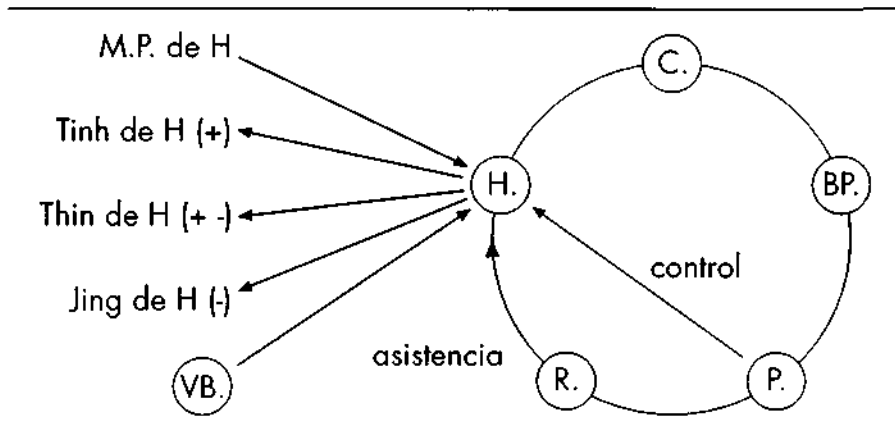 M.P. de H
Tinh de H (+)
Thin de H (+ -)
Jing de H (-)
VB.
C.
H.
BP.
control
asistencia
R.
P.